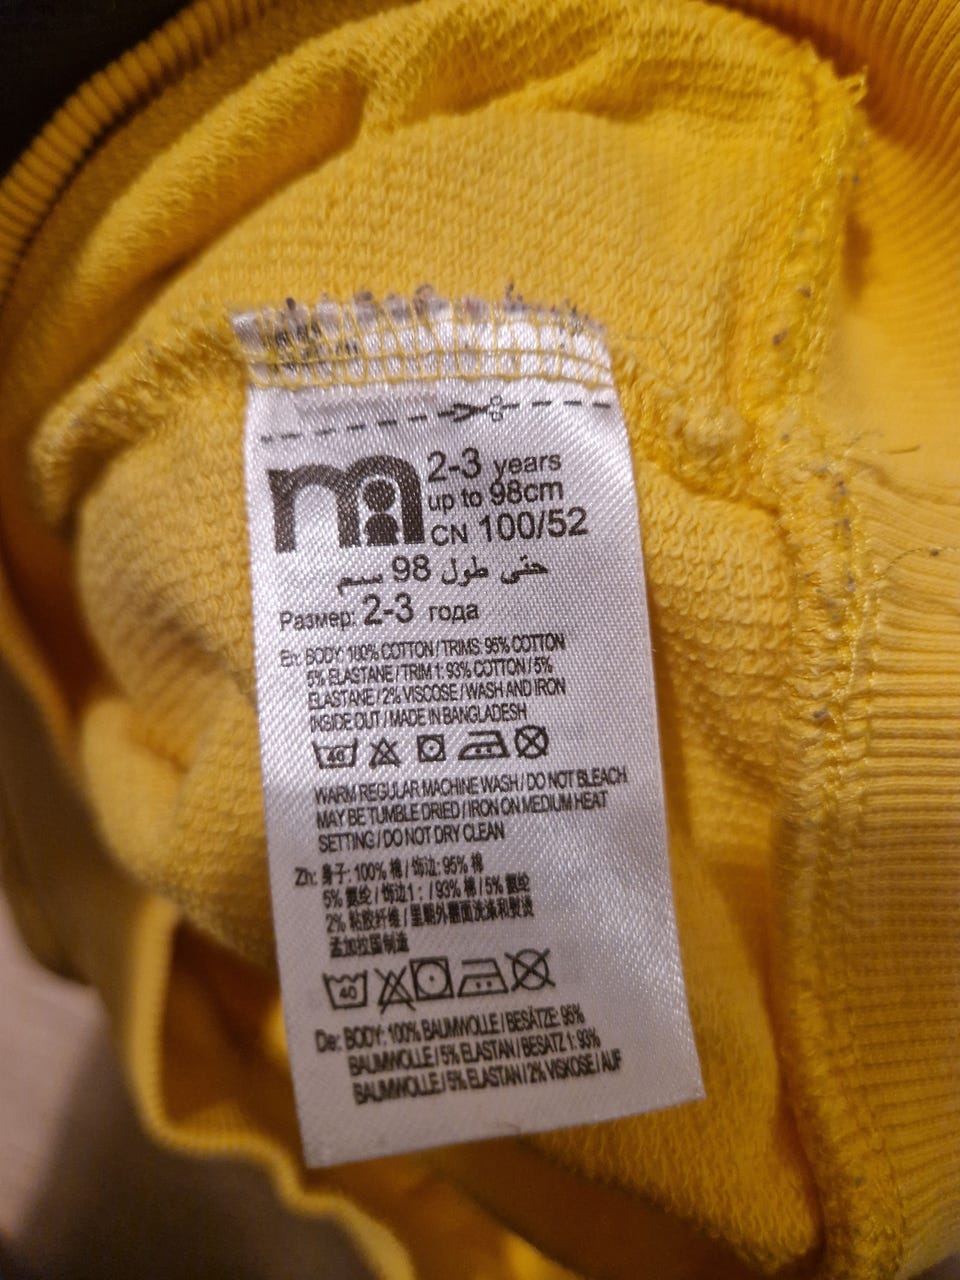 2-3 years
up to 98cm
CN 100/52
حتى طول 98 سم
Размер: 2-3 года
En: BODY: 100% COTTON / TRIMS: 95% COTTON
5% ELASTANE / TRIM 1: 93% COTTON / 5%
ELASTANE / 2% VISCOSE / WASH AND IRON
INSIDE OUT / MADE IN BANGLADESH
40
WARM REGULAR MACHINE WASH / DO NOT BLEACH
MAY BE TUMBLE DRIED / IRON ON MEDIUM HEAT
SETTING / DO NOT DRY CLEAN
Zh: 身子: 100% 棉 / 饰边: 95% 棉
5% 氨纶 / 饰边1: / 93% 棉 / 5% 氨纶
2% 粘胶纤维 / 里朝外翻面洗涤和熨烫
孟加拉国制造
40
De: BODY: 100% BAUMWOLLE / BESÄTZE: 95%
BAUMWOLLE / 5% ELASTAN / BESATZ 1: 93%
BAUMWOLLE / 5% ELASTAN / 2% VISKOSE / AUF